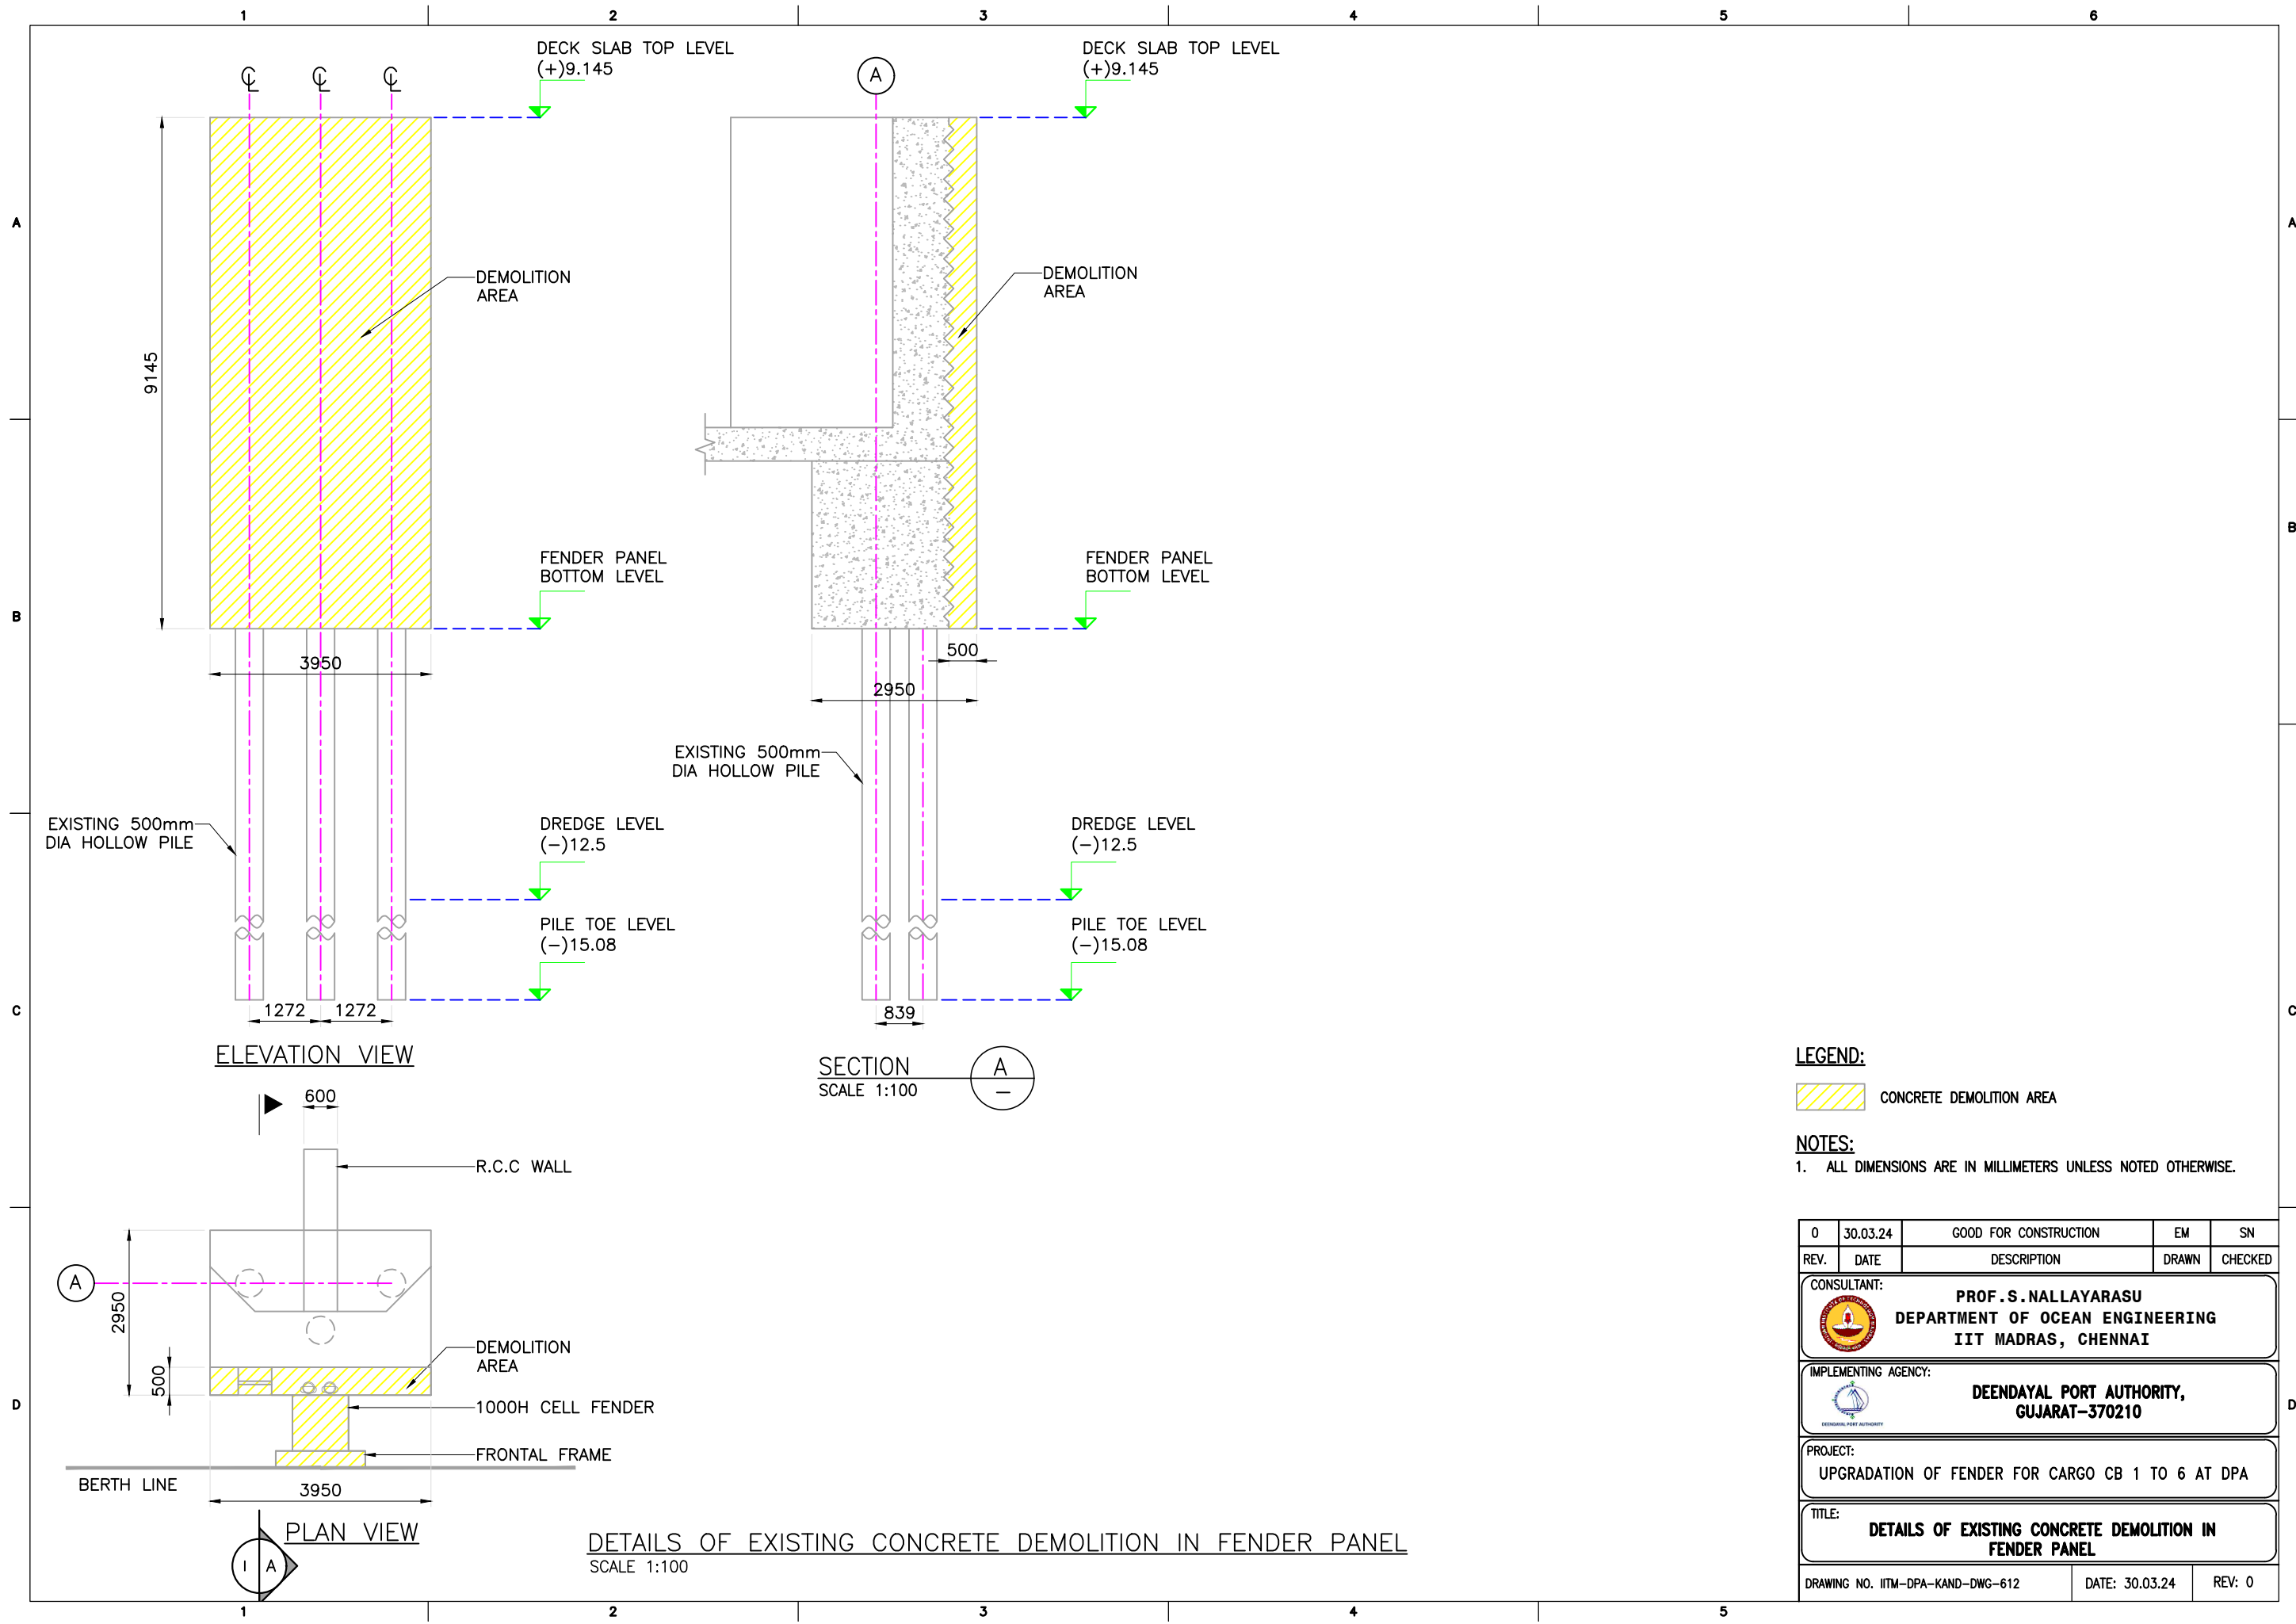 1 2 3 4 5 6
DECK SLAB TOP LEVEL
(+)9.145
DECK SLAB TOP LEVEL
(+)9.145
A
A
A
DEMOLITION
AREA
DEMOLITION
AREA
9145
FENDER PANEL
BOTTOM LEVEL
FENDER PANEL
BOTTOM LEVEL
B
B
3950
500
2950
EXISTING 500mm
DIA HOLLOW PILE
EXISTING 500mm
DIA HOLLOW PILE
DREDGE LEVEL
(-)12.5
DREDGE LEVEL
(-)12.5
PILE TOE LEVEL
(-)15.08
PILE TOE LEVEL
(-)15.08
C
C
1272 1272
839
ELEVATION VIEW
SECTION
SCALE 1:100
A
–
600
R.C.C WALL
A
2950
500
DEMOLITION
AREA
1000H CELL FENDER
FRONTAL FRAME
BERTH LINE
3950
PLAN VIEW
I A
DETAILS OF EXISTING CONCRETE DEMOLITION IN FENDER PANEL
SCALE 1:100
D
D
LEGEND:
CONCRETE DEMOLITION AREA
NOTES:
1. ALL DIMENSIONS ARE IN MILLIMETERS UNLESS NOTED OTHERWISE.
0 30.03.24 GOOD FOR CONSTRUCTION EM SN
REV. DATE DESCRIPTION DRAWN CHECKED
CONSULTANT:
PROF.S.NALLAYARASU
DEPARTMENT OF OCEAN ENGINEERING
IIT MADRAS, CHENNAI
IMPLEMENTING AGENCY:
DEENDAYAL PORT AUTHORITY,
GUJARAT-370210
DEENDAYAL PORT AUTHORITY
PROJECT:
UPGRADATION OF FENDER FOR CARGO CB 1 TO 6 AT DPA
TITLE:
DETAILS OF EXISTING CONCRETE DEMOLITION IN
FENDER PANEL
DRAWING NO. IITM-DPA-KAND-DWG-612 DATE: 30.03.24 REV: 0
1 2 3 4 5